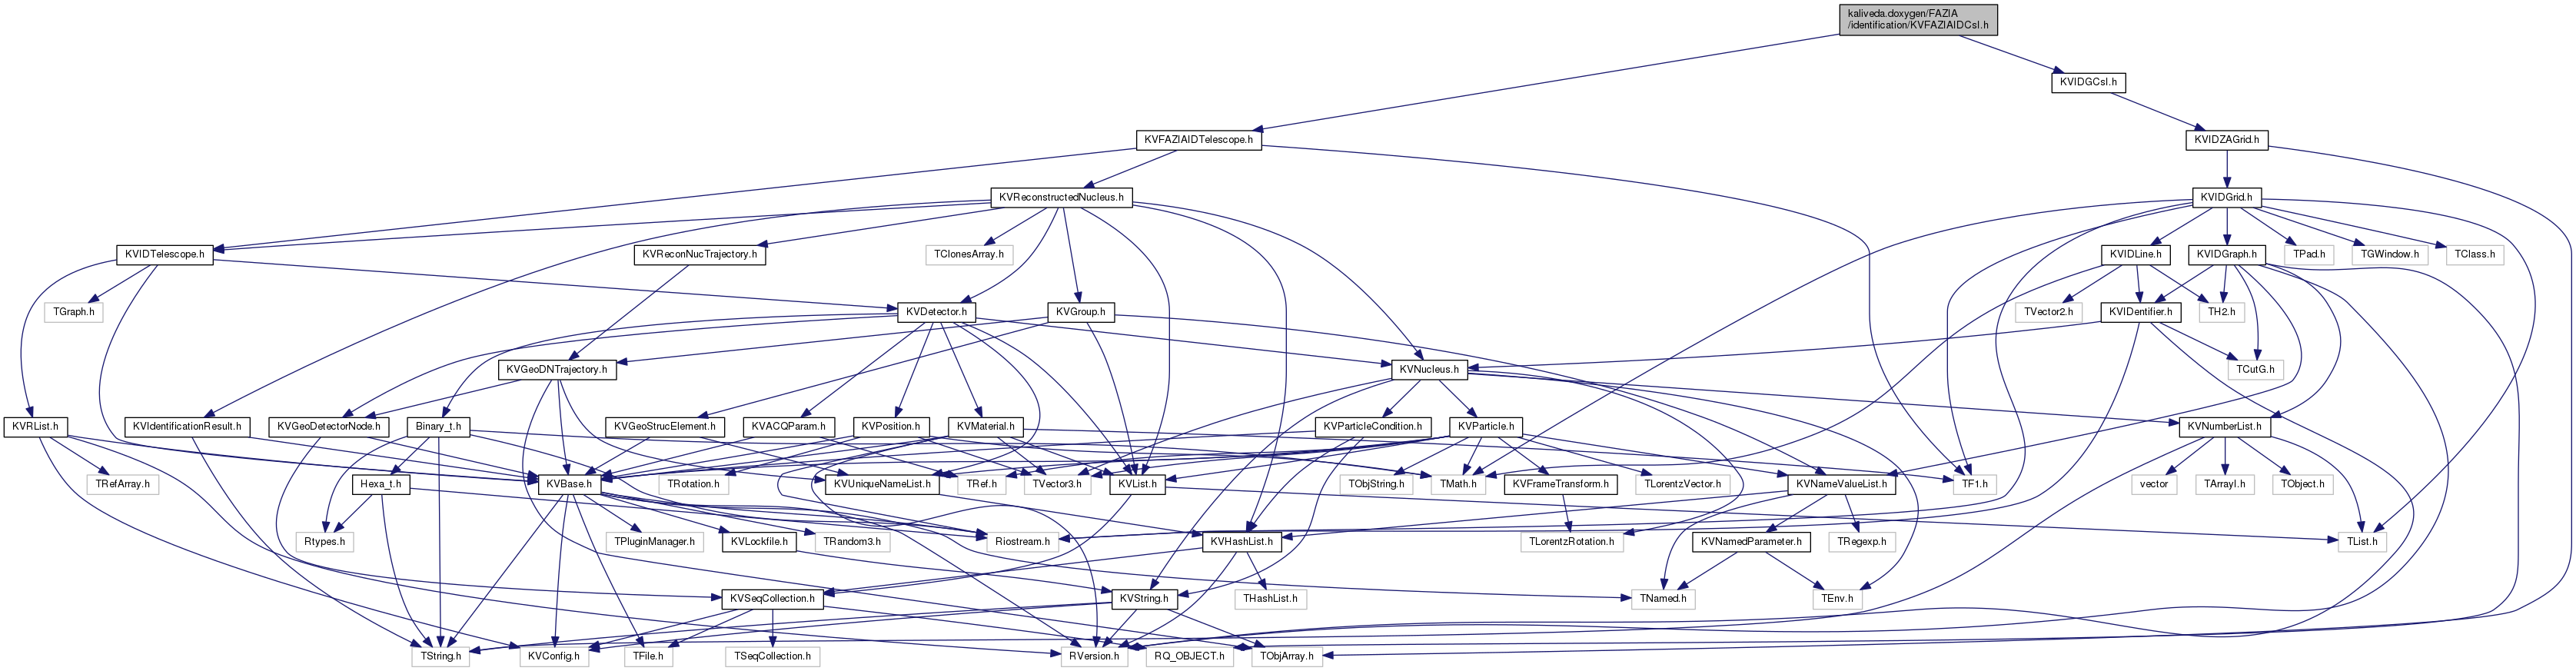 kaliveda.doxygen/FAZIA
/identification/KVFAZIAIDCsI.h
KVIDGCsI.h
KVFAZIAIDTelescope.h
KVIDZAGrid.h
KVReconstructedNucleus.h
KVIDGrid.h
KVIDTelescope.h
KVReconNucTrajectory.h
TClonesArray.h
KVIDLine.h
KVIDGraph.h
TPad.h
TGWindow.h
TClass.h
TGraph.h
KVDetector.h
KVGroup.h
TVector2.h
KVIDentifier.h
TH2.h
KVGeoDNTrajectory.h
KVNucleus.h
TCutG.h
KVRList.h
KVIdentificationResult.h
KVGeoDetectorNode.h
Binary_t.h
KVGeoStrucElement.h
KVACQParam.h
KVPosition.h
KVMaterial.h
KVParticleCondition.h
KVParticle.h
KVNumberList.h
TRefArray.h
Hexa_t.h
KVBase.h
TRotation.h
KVUniqueNameList.h
TRef.h
TVector3.h
KVList.h
TObjString.h
TMath.h
KVFrameTransform.h
TLorentzVector.h
KVNameValueList.h
TF1.h
vector
TArrayI.h
TObject.h
Rtypes.h
TPluginManager.h
KVLockfile.h
TRandom3.h
Riostream.h
KVHashList.h
TLorentzRotation.h
KVNamedParameter.h
TRegexp.h
TList.h
KVSeqCollection.h
KVString.h
THashList.h
TNamed.h
TEnv.h
TString.h
KVConfig.h
TFile.h
TSeqCollection.h
RVersion.h
RQ_OBJECT.h
TObjArray.h